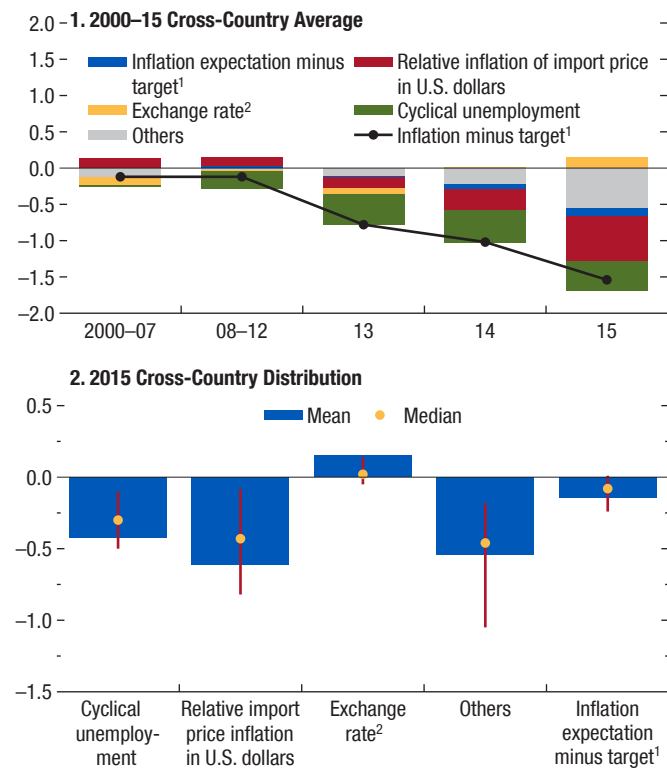 1. 2000–15 Cross-Country Average
2.0
1.5
1.0
0.5
0.0
−0.5
−1.0
−1.5
−2.0
Inflation expectation minus
target¹
Relative inflation of import price
in U.S. dollars
Exchange rate²
Cyclical unemployment
Others
Inflation minus target¹
2000–07
08–12
13
14
15
2. 2015 Cross-Country Distribution
0.5
0.0
−0.5
−1.0
−1.5
Mean
Median
Cyclical
unemploy-
ment
Relative import
price inflation
in U.S. dollars
Exchange
rate²
Others
Inflation
expectation
minus target¹